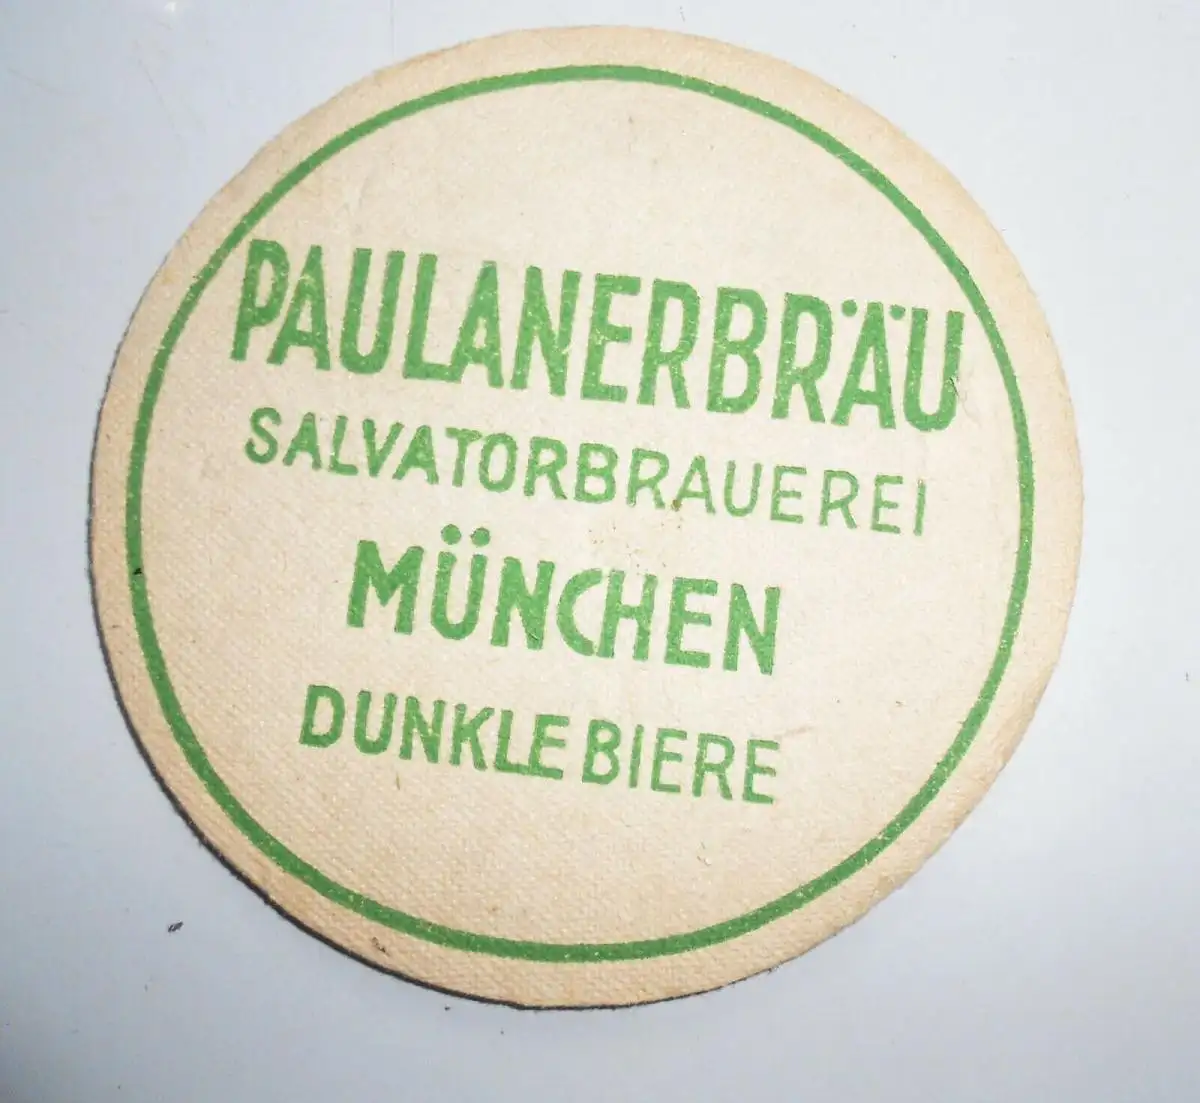 PAULANERBRÄU
SALVATORBRAUEREI
MÜNCHEN
DUNKLE BIERE